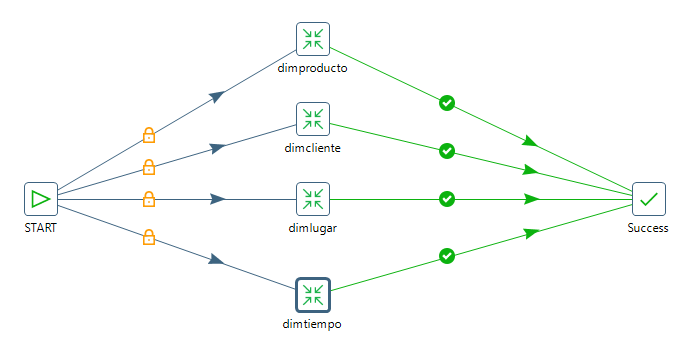 dimproducto
dimcliente
START
dimlugar
Success
dimtiempo